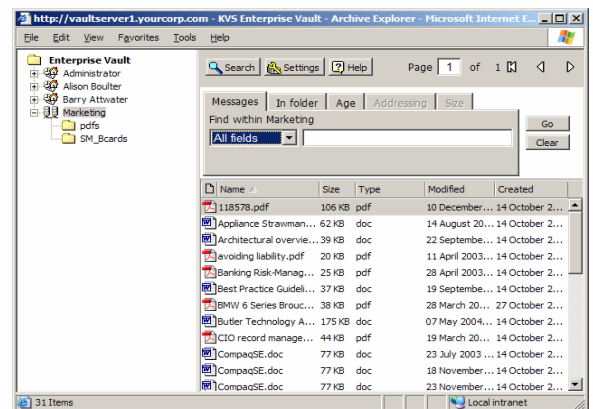 http://vaultserver1.yourcorp.com - KVS Enterprise Vault - Archive Explorer - Microsoft Internet E...
File Edit View Favorites Tools Help
Enterprise Vault
Administrator
Alison Boulter
Barry Attwater
Marketing
pdfs
SM_Bcards
Search Settings Help Page 1 of 1
Messages In folder Age Addressing Size
Find within Marketing
All fields
Go
Clear
Name Size Type Modified Created
118578.pdf 106 KB pdf 10 December... 14 October 2...
Appliance Strawman... 62 KB doc 14 August 20... 14 October 2...
Architectural overvie... 39 KB doc 22 Septembe... 14 October 2...
avoiding liability.pdf 20 KB pdf 11 April 2003... 14 October 2...
Banking Risk-Manag... 25 KB pdf 28 April 2003... 14 October 2...
Best Practice Guideli... 37 KB doc 19 Septembe... 14 October 2...
BMW 6 Series Brouc... 38 KB pdf 28 March 20... 27 October 2...
Butler Technology A... 175 KB doc 07 May 2004... 14 October 2...
CIO record manage... 44 KB pdf 19 March 20... 14 October 2...
CompaqSE.doc 77 KB doc 23 July 2003 ... 14 October 2...
CompaqSE.doc 77 KB doc 18 November... 14 October 2...
CompaqSE.doc 77 KB doc 23 November... 14 October 2...
31 Items Local intranet